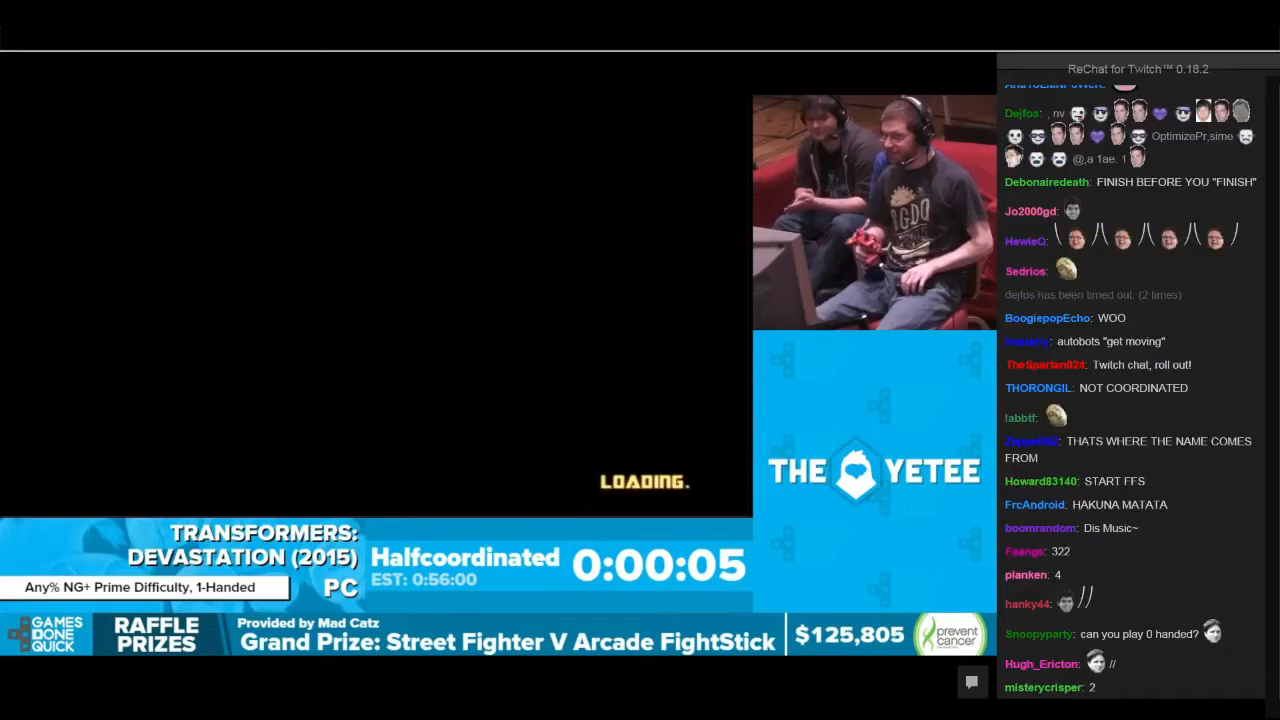 ReChat for Twitch™ 0.18.2
Dejfos: , nv
OptimizePr,simo
@,a 1ae. 1
Debonairedeath: FINISH BEFORE YOU "FINISH"
Jo2000gd:
HewieQ:
Sedrios:
dejfos has been timed out. (2 times)
BoogiepopEcho: WOO
autobots "get moving"
TheSpartan024: Twitch chat, roll out!
THORONGIL: NOT COORDINATED
labbtf:
THATS WHERE THE NAME COMES
FROM
Howard83140: START FFS
FrcAndroid: HAKUNA MATATA
boomrandom: Dis Music~
Faangs: 322
planken: 4
hanky44: //
Snoopyparty: can you play 0 handed?
Hugh_Ericton: //
misterycrisper: 2
AGDQ
LOADING.
THE YETEE
TRANSFORMERS:
DEVASTATION (2015)
PC
Any% NG+ Prime Difficulty, 1-Handed
Halfcoordinated
EST: 0:56:00
0:00:05
GAMES
DONE
QUICK
RAFFLE
PRIZES
Provided by Mad Catz
Grand Prize: Street Fighter V Arcade FightStick
$125,805
prevent
cancer